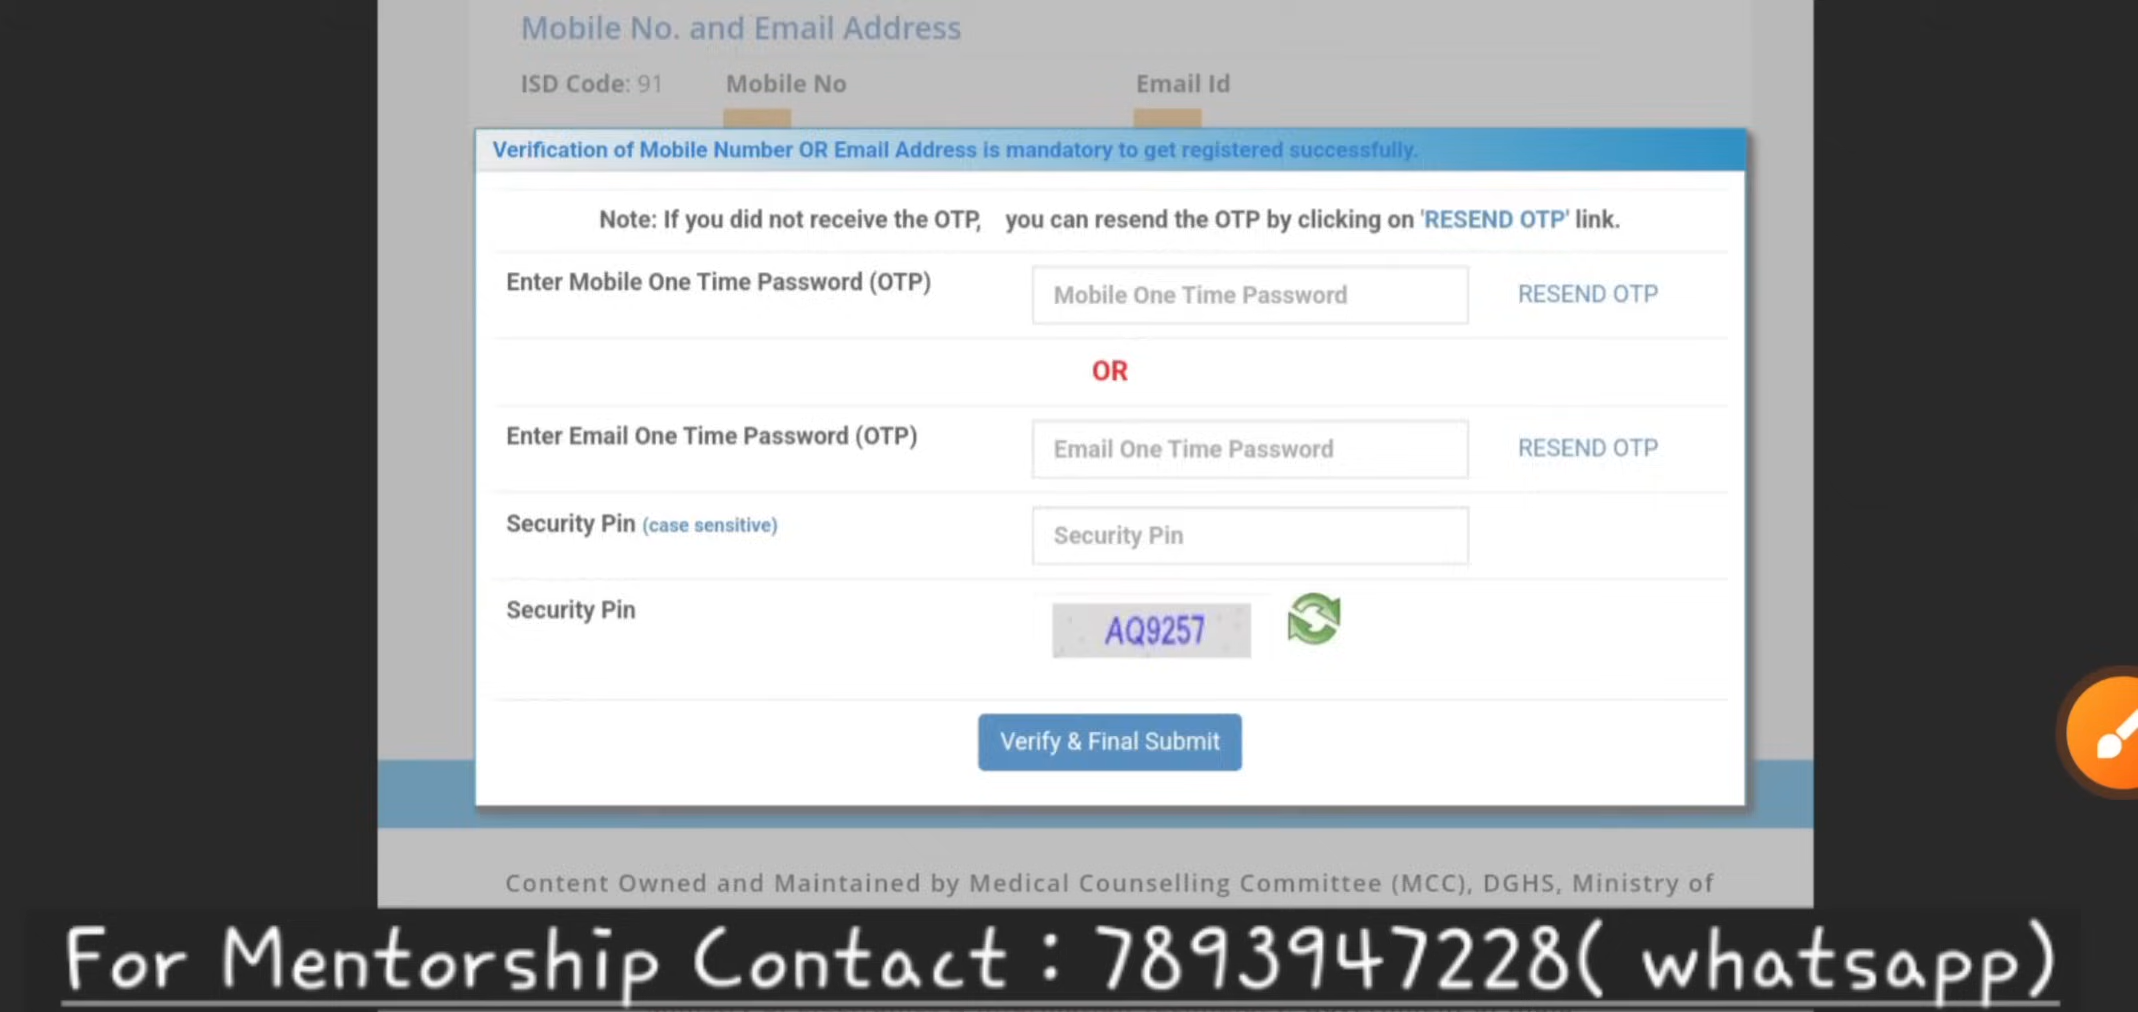 Mobile No. and Email Address
ISD Code: 91 Mobile No Email Id
Verification of Mobile Number OR Email Address is mandatory to get registered successfully.
Note: If you did not receive the OTP, you can resend the OTP by clicking on 'RESEND OTP' link.
Enter Mobile One Time Password (OTP) Mobile One Time Password RESEND OTP
OR
Enter Email One Time Password (OTP) Email One Time Password RESEND OTP
Security Pin (case sensitive) Security Pin
Security Pin AQ9257
Verify & Final Submit
Content Owned and Maintained by Medical Counselling Committee (MCC), DGHS, Ministry of
For Mentorship Contact : 7893947228( whatsapp)